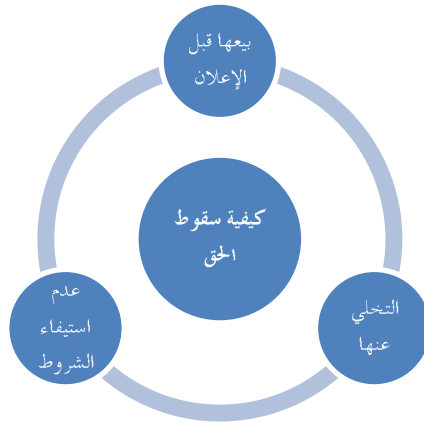 بيعها قبل
الإعلان
كيفية سقوط
الحق
التخلي
عنها
عدم
استيفاء
الشروط